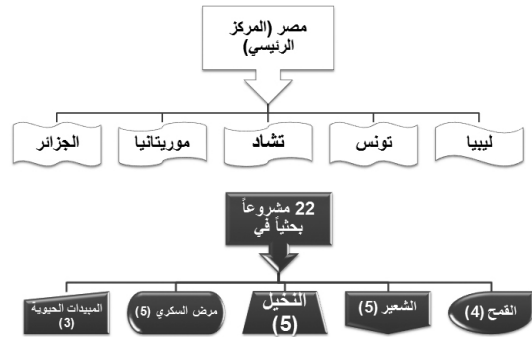 مصر (المركز
الرئيسي)
ليبيا
تونس
تشاد
موريتانيا
الجزائر
22 مشروعاً
بحثياً في
القمح (4)
الشعير (5)
النخيل
(5)
مرض السكري (5)
المبيدات الحيوية
(3)